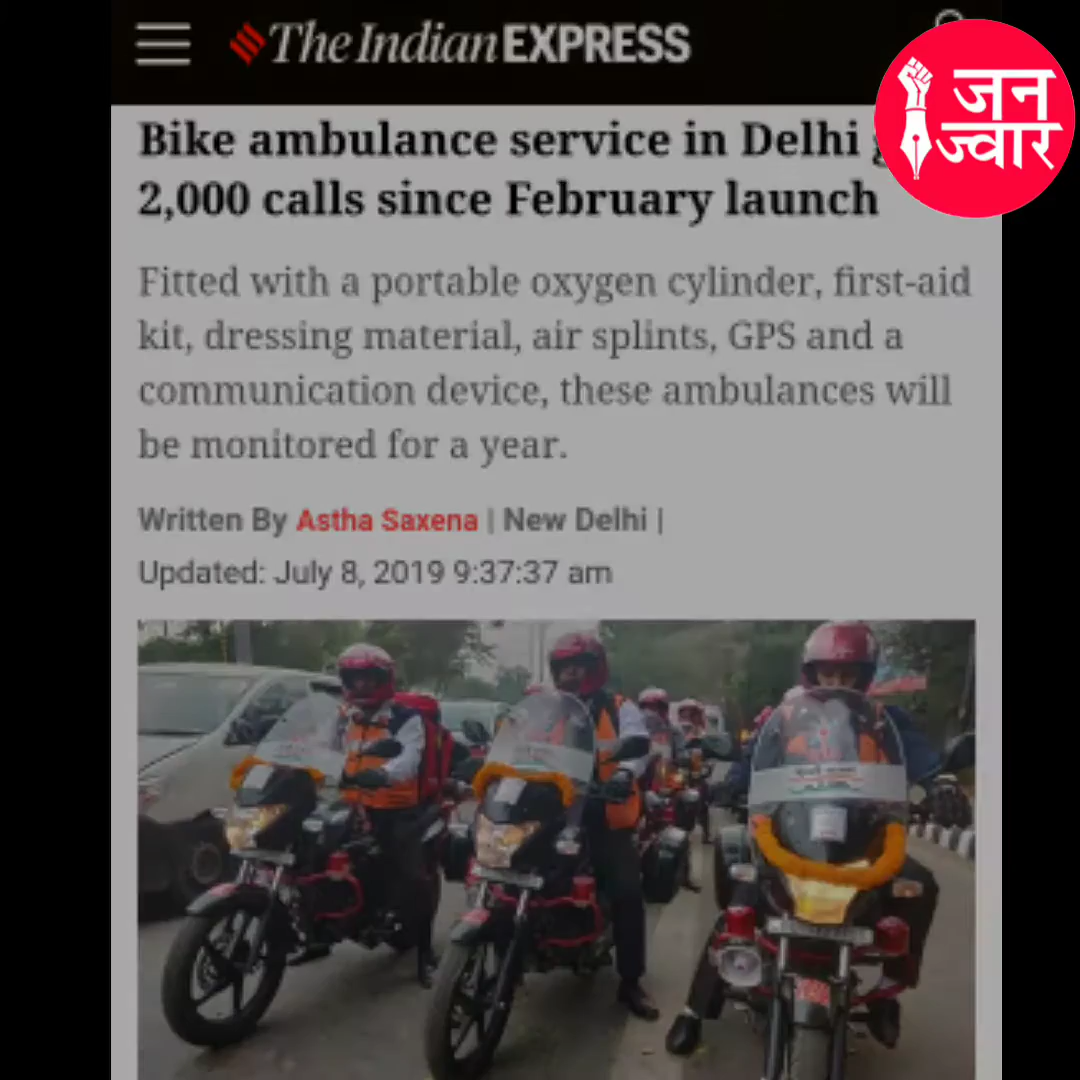 The Indian EXPRESS
जन
ज्वार
Bike ambulance service in Delhi
2,000 calls since February launch
Fitted with a portable oxygen cylinder, first-aid
kit, dressing material, air splints, GPS and a
communication device, these ambulances will
be monitored for a year.
Written By Astha Saxena | New Delhi |
Updated: July 8, 2019 9:37:37 am